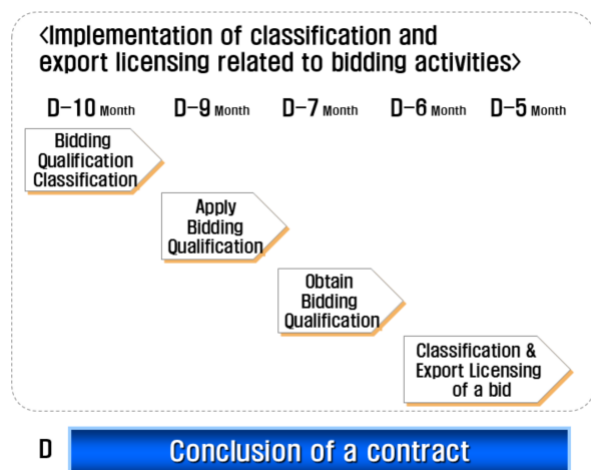 <Implementation of classification and
export licensing related to bidding activities>
D-10 Month D-9 Month D-7 Month D-6 Month D-5 Month
Bidding
Qualification
Classification
Apply
Bidding
Qualification
Obtain
Bidding
Qualification
Classification &
Export Licensing
of a bid
D Conclusion of a contract